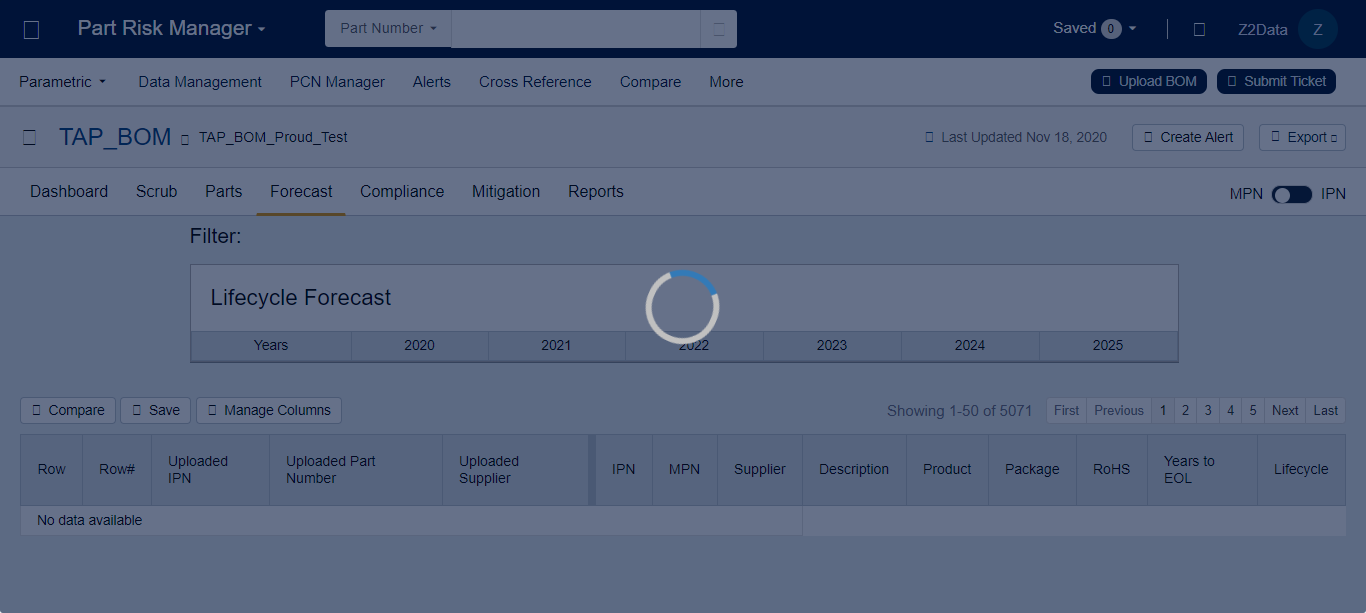 Part Risk Manager
Part Number
Saved 0
Z2Data Z
Parametric
Data Management
PCN Manager
Alerts
Cross Reference
Compare
More
Upload BOM
Submit Ticket
TAP_BOM
TAP_BOM_Proud_Test
Last Updated Nov 18, 2020
Create Alert
Export
Dashboard
Scrub
Parts
Forecast
Compliance
Mitigation
Reports
MPN
IPN
Filter:
Lifecycle Forecast
Years 2020 2021 2022 2023 2024 2025
Compare
Save
Manage Columns
Showing 1-50 of 5071
First Previous 1 2 3 4 5 Next Last
Row
Row#
Uploaded
IPN
Uploaded Part
Number
Uploaded
Supplier
IPN
MPN
Supplier
Description
Product
Package
RoHS
Years to
EOL
Lifecycle
No data available